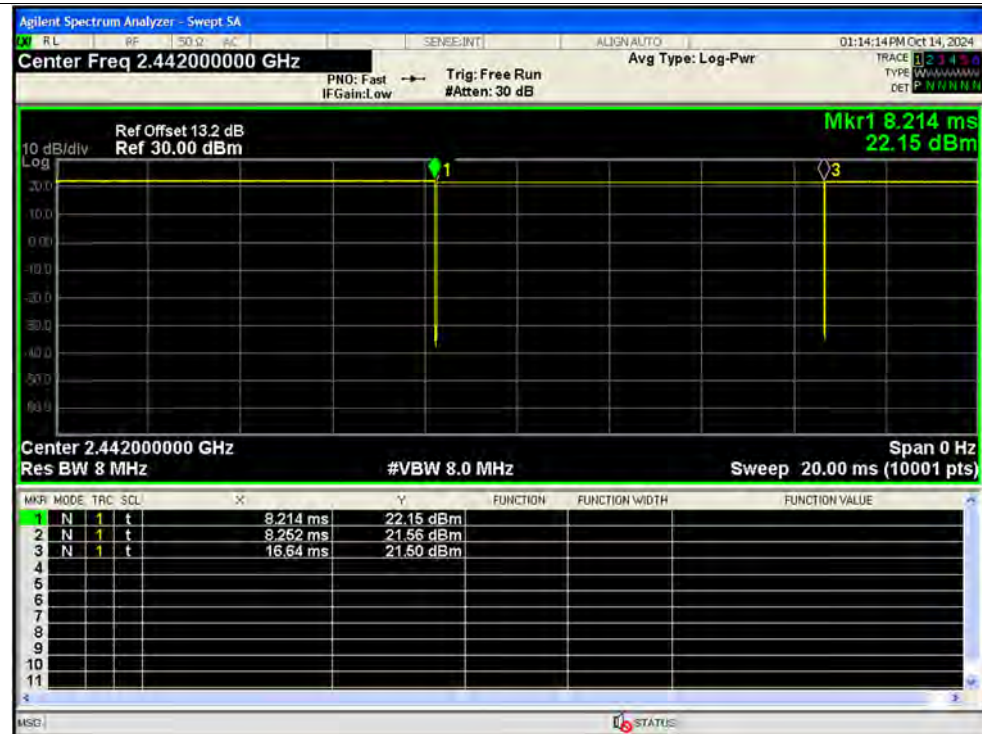 Agilent Spectrum Analyzer - Swept SA
RL RF 50 Ω AC SENSE:INT ALIGNAUTO 01:14:14 PM Oct 14, 2024
Center Freq 2.442000000 GHz
PNO: Fast
IFGain:Low
Trig: Free Run
#Atten: 30 dB
Avg Type: Log-Pwr
TRACE 1 2 3 4 5 6
TYPE WWWWWW
DET P N N N N N
Mkr1 8.214 ms
22.15 dBm
Ref Offset 13.2 dB
10 dB/div Ref 30.00 dBm
Log
1
3
20.0
10.0
0.00
-10.0
-20.0
-30.0
-40.0
-50.0
-60.0
Center 2.442000000 GHz Span 0 Hz
Res BW 8 MHz #VBW 8.0 MHz Sweep 20.00 ms (10001 pts)
MKR MODE TRC SCL X Y FUNCTION FUNCTION WIDTH FUNCTION VALUE
1 N 1 t 8.214 ms 22.15 dBm
2 N 1 t 8.252 ms 21.56 dBm
3 N 1 t 16.64 ms 21.50 dBm
4
5
6
7
8
9
10
11
MSG STATUS